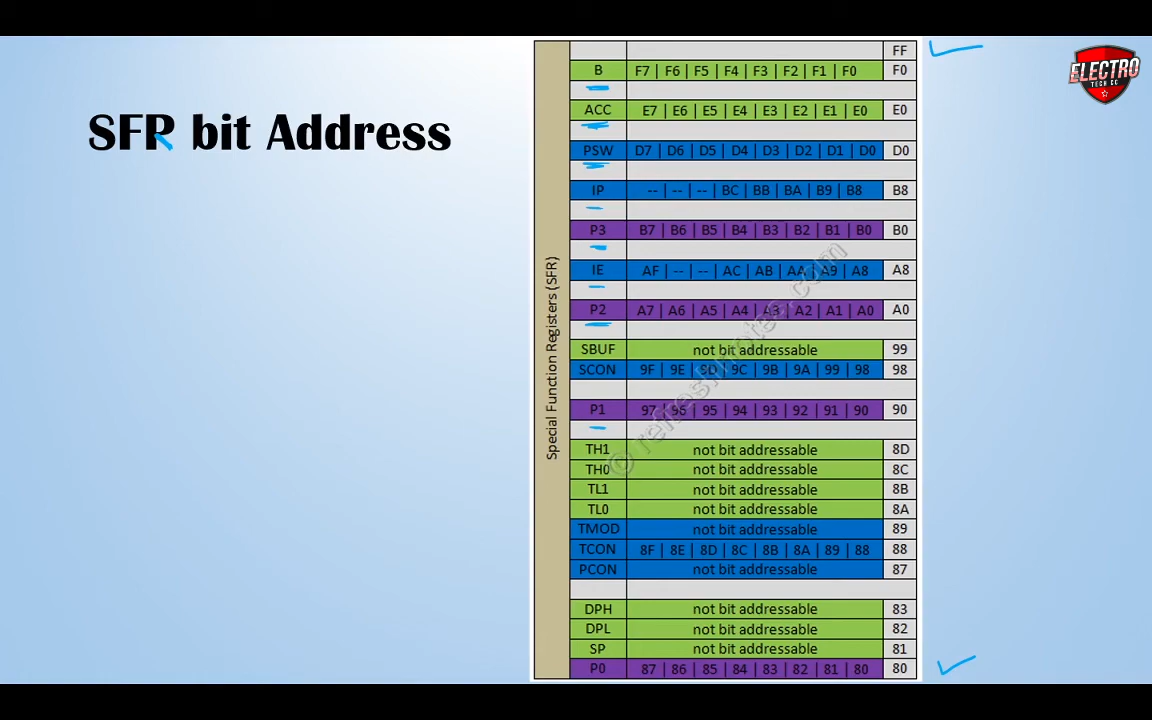 SFR bit Address
ELECTRO
TECH CC
Special Function Registers (SFR)
FF
B F7 | F6 | F5 | F4 | F3 | F2 | F1 | F0 F0
ACC E7 | E6 | E5 | E4 | E3 | E2 | E1 | E0 E0
PSW D7 | D6 | D5 | D4 | D3 | D2 | D1 | D0 D0
IP -- | -- | -- | BC | BB | BA | B9 | B8 B8
P3 B7 | B6 | B5 | B4 | B3 | B2 | B1 | B0 B0
IE AF | -- | -- | AC | AB | AA | A9 | A8 A8
P2 A7 | A6 | A5 | A4 | A3 | A2 | A1 | A0 A0
SBUF not bit addressable 99
SCON 9F | 9E | 9D | 9C | 9B | 9A | 99 | 98 98
P1 97 | 96 | 95 | 94 | 93 | 92 | 91 | 90 90
TH1 not bit addressable 8D
TH0 not bit addressable 8C
TL1 not bit addressable 8B
TL0 not bit addressable 8A
TMOD not bit addressable 89
TCON 8F | 8E | 8D | 8C | 8B | 8A | 89 | 88 88
PCON not bit addressable 87
DPH not bit addressable 83
DPL not bit addressable 82
SP not bit addressable 81
P0 87 | 86 | 85 | 84 | 83 | 82 | 81 | 80 80